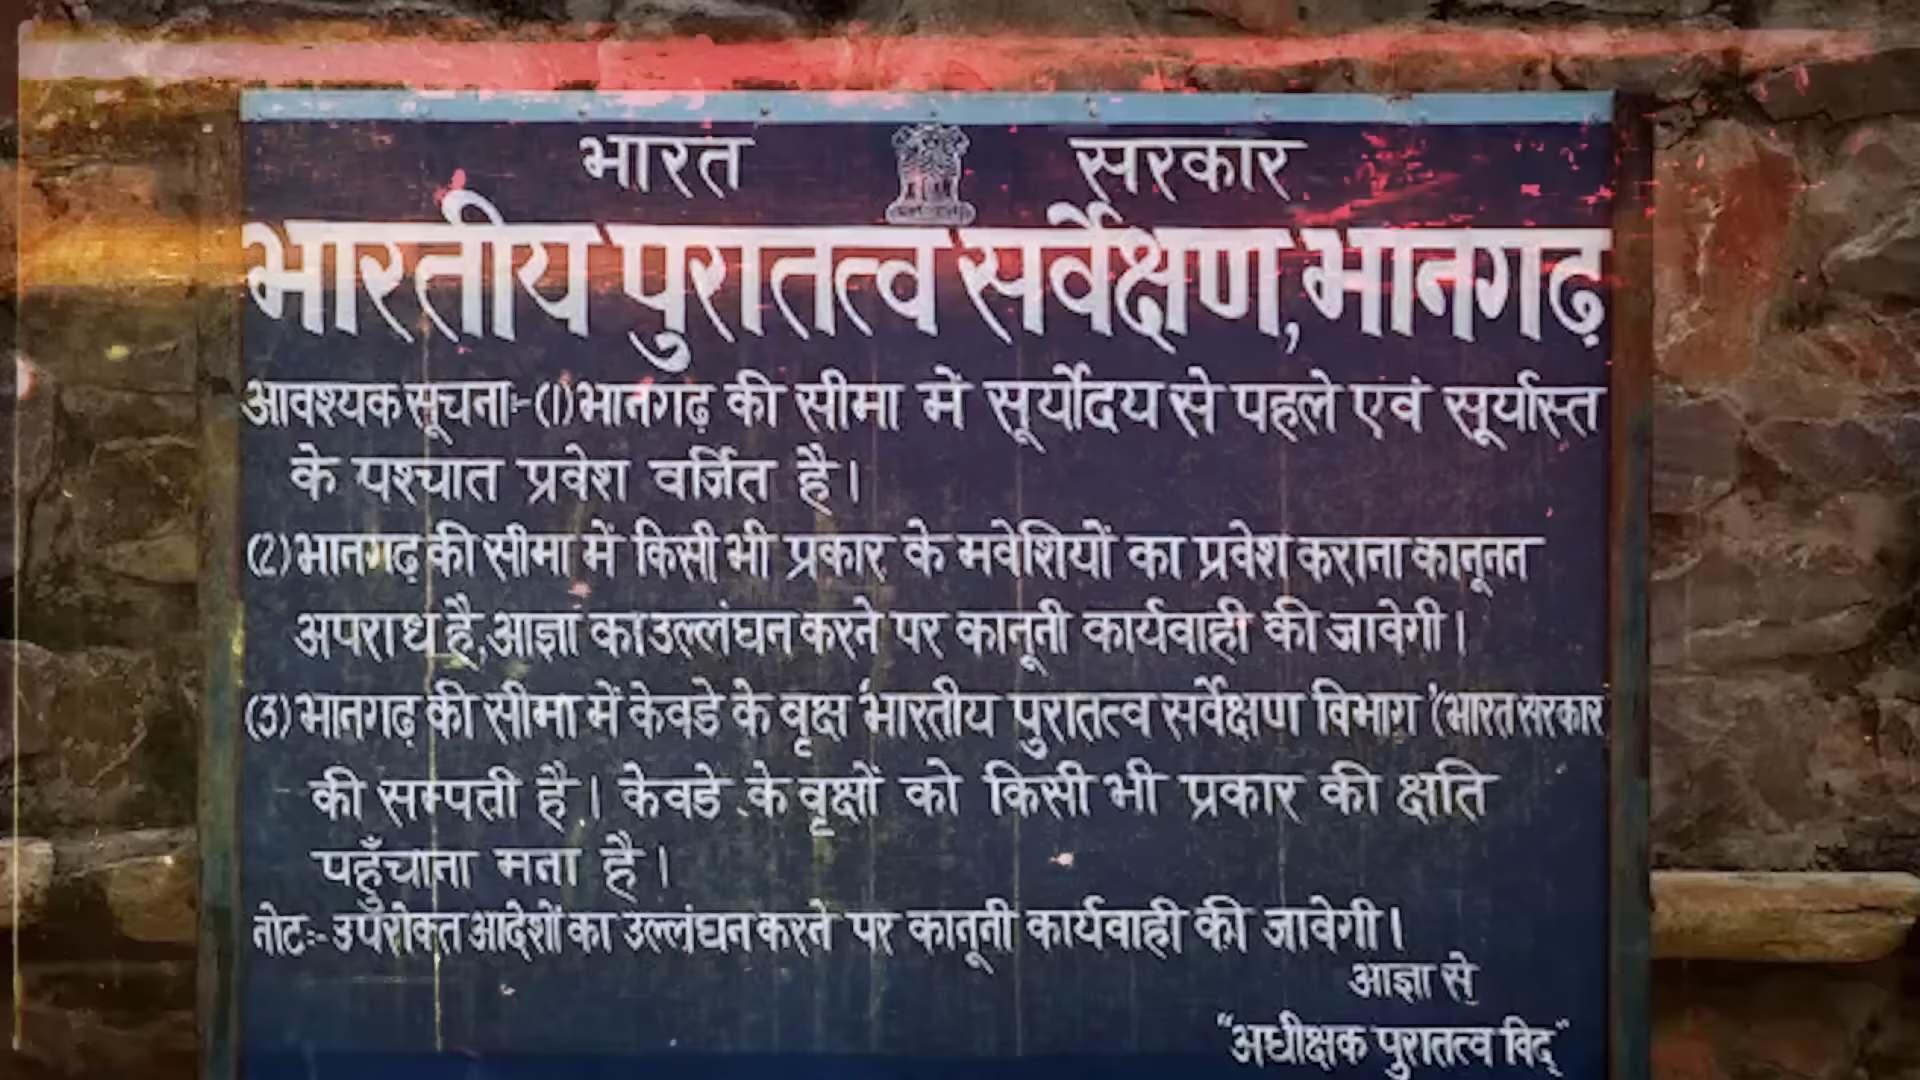 भारत सरकार
भारतीय पुरातत्व सर्वेक्षण, भानगढ़
आवश्यक सूचनाः-(1) भानगढ़ की सीमा में सूर्योदय से पहले एवं सूर्यास्त
के पश्चात प्रवेश वर्जित है।
(2) भानगढ़ की सीमा में किसी भी प्रकार के मवेशियों का प्रवेश कराना कानूनन
अपराध है, आज्ञा का उल्लंघन करने पर कानूनी कार्यवाही की जावेगी।
(3) भानगढ़ की सीमा में केवडे के वृक्ष 'भारतीय पुरातत्व सर्वेक्षण विभाग' (भारत सरकार
की सम्पती है। केवडे के वृक्षों को किसी भी प्रकार की क्षति
पहुँचाना मना है।
नोटः- उपरोक्त आदेशों का उल्लंघन करने पर कानूनी कार्यवाही की जावेगी।
आज्ञा से
"अधीक्षक पुरातत्व विद्"